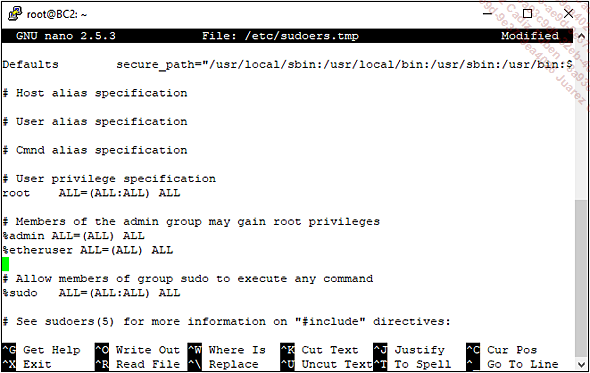 root@BC2: ~
GNU nano 2.5.3 File: /etc/sudoers.tmp Modified
Defaults secure_path="/usr/local/sbin:/usr/local/bin:/usr/sbin:/usr/bin:$
# Host alias specification
# User alias specification
# Cmnd alias specification
# User privilege specification
root ALL=(ALL:ALL) ALL
# Members of the admin group may gain root privileges
%admin ALL=(ALL) ALL
%etheruser ALL=(ALL) ALL
# Allow members of group sudo to execute any command
%sudo ALL=(ALL:ALL) ALL
# See sudoers(5) for more information on "#include" directives:
^G Get Help ^O Write Out ^W Where Is ^K Cut Text ^J Justify ^C Cur Pos
^X Exit ^R Read File ^\ Replace ^U Uncut Text ^T To Spell ^_ Go To Line